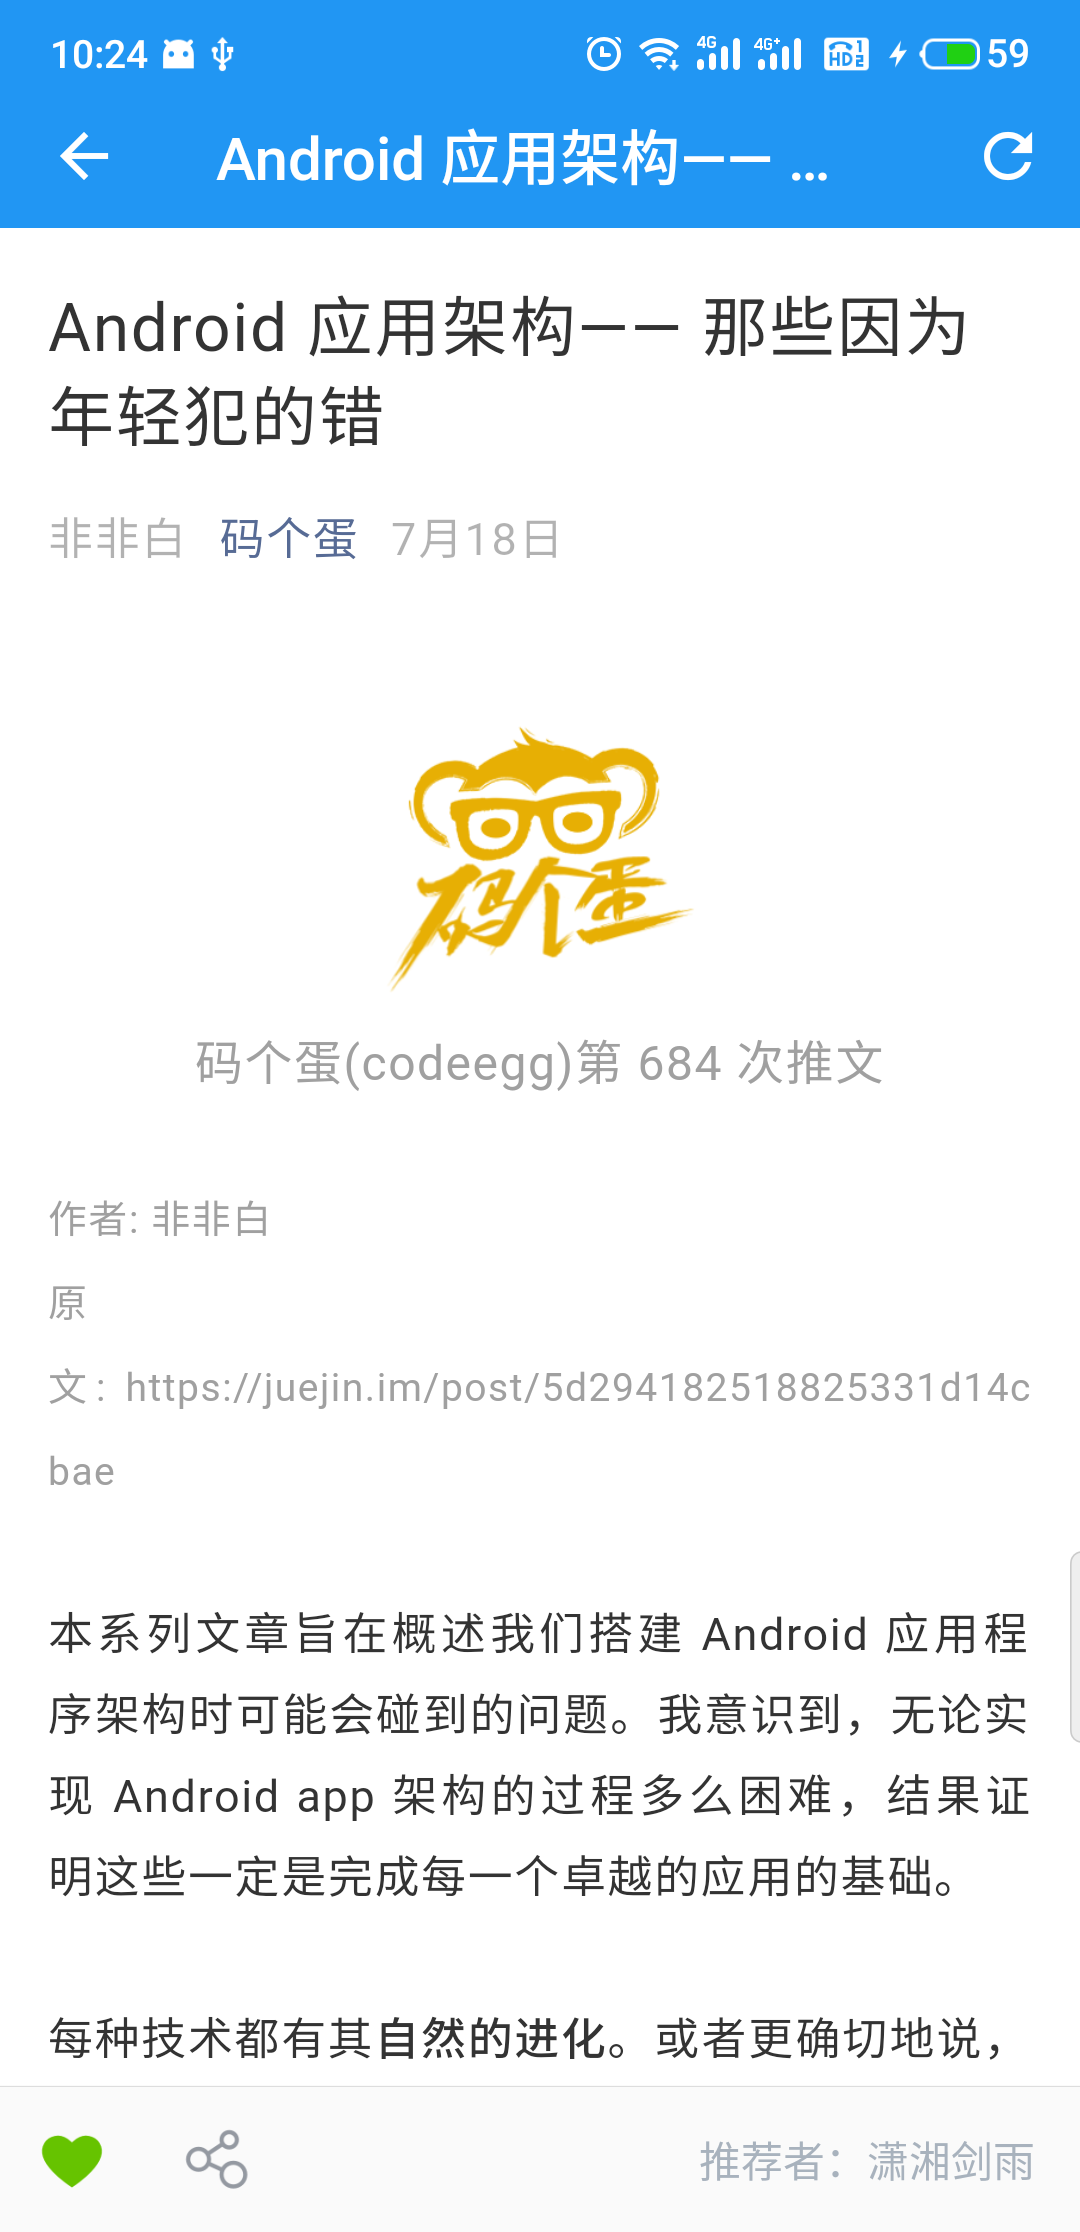 10:24
4G 4G+ HD 1 2 59
Android 应用架构—— ...
Android 应用架构—— 那些因为
年轻犯的错
非非白 码个蛋 7月18日
码个蛋
码个蛋(codeegg)第 684 次推文
作者: 非非白
原
文: https://juejin.im/post/5d294182518825331d14c
bae
本系列文章旨在概述我们搭建 Android 应用程
序架构时可能会碰到的问题。我意识到，无论实
现 Android app 架构的过程多么困难，结果证
明这些一定是完成每一个卓越的应用的基础。
每种技术都有其自然的进化。或者更确切地说，
推荐者：潇湘剑雨